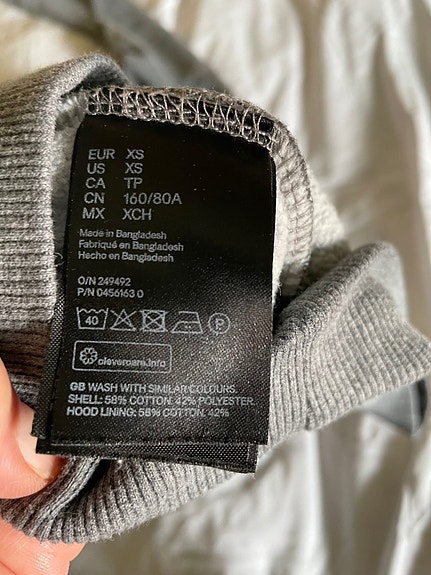 EUR XS
US XS
CA TP
CN 160/80A
MX XCH
Made in Bangladesh
Fabriqué en Bangladesh
Hecho en Bangladesh
O/N 249492
P/N 0456163 0
40 P
clevercare.info
GB WASH WITH SIMILAR COLOURS.
SHELL: 58% COTTON. 42% POLYESTER.
HOOD LINING: 58% COTTON. 42%